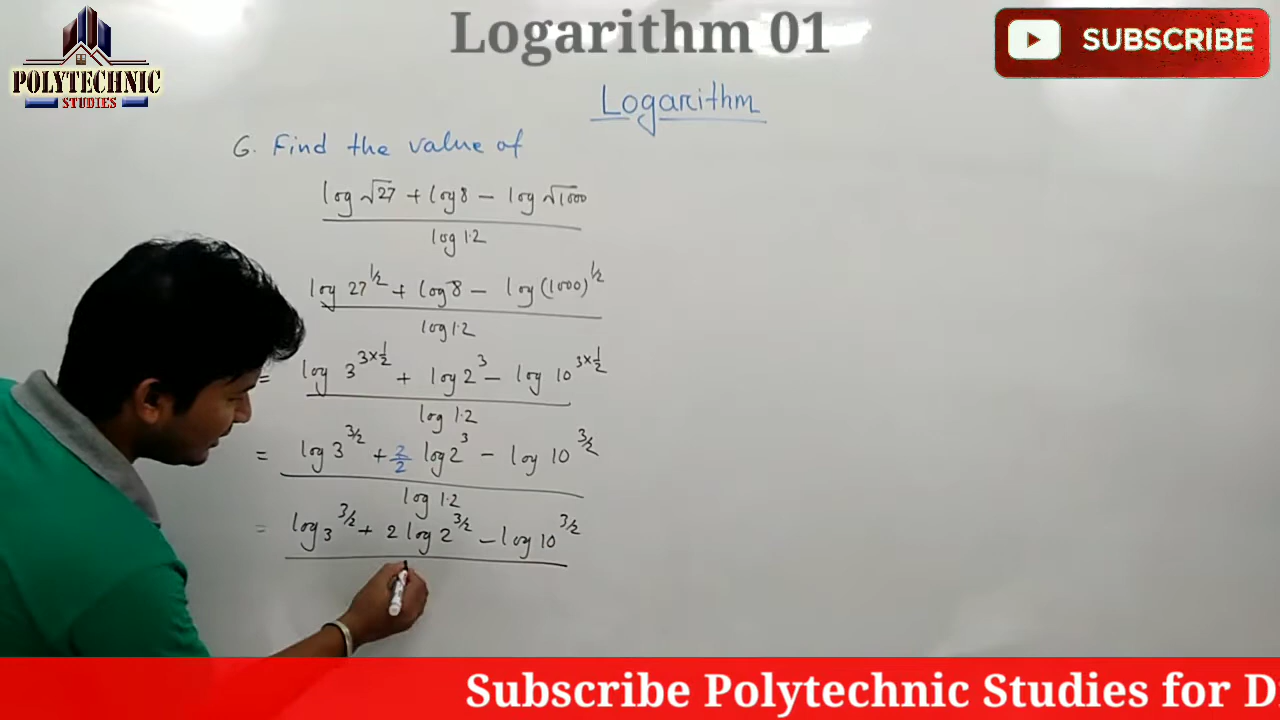 Logarithm 01
SUBSCRIBE
POLYTECHNIC
STUDIES
Logarithm
6. Find the value of
log √27 + log 8 − log √1000
log 1.2
log 27^1/2 + log 8 − log (1000)^1/2
log 1.2
= log 3^3×1/2 + log 2^3 − log 10^3×1/2
log 1.2
= log 3^3/2 + 2/2 log 2^3 − log 10^3/2
log 1.2
= log 3^3/2 + 2 log 2^3/2 − log 10^3/2
Subscribe Polytechnic Studies for D